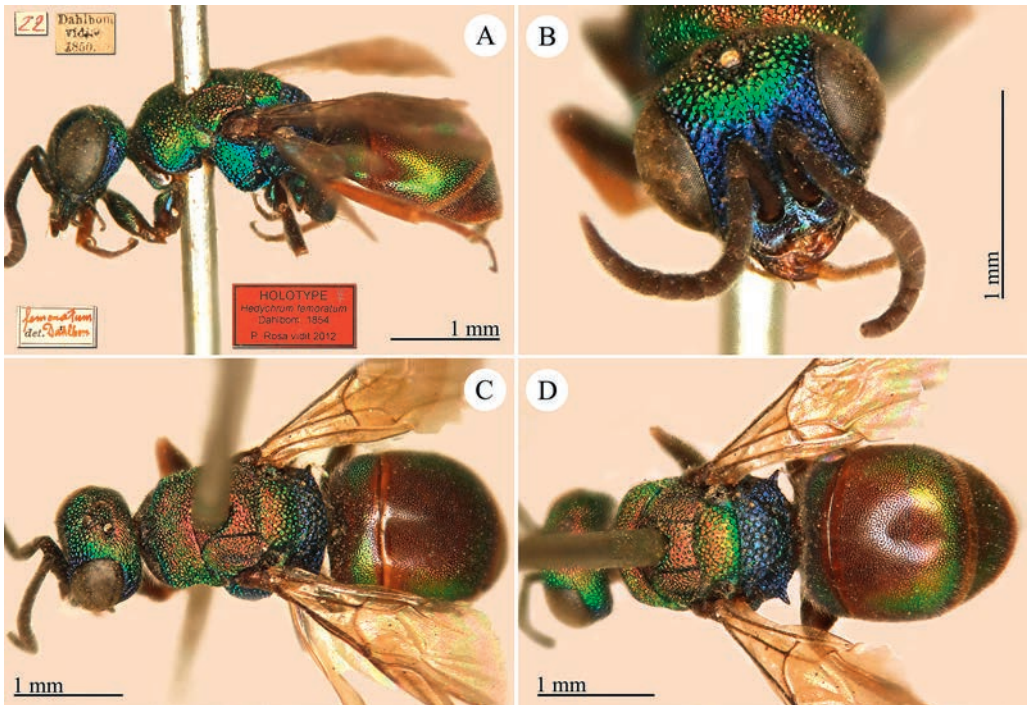 22
Dahlbom
vidi
1850.
A
B
HOLOTYPE ♀
Hedychrum femoratum
Dahlbom, 1854
P. Rosa vidit 2012
femoratum
det. Dahlbom
1 mm
1 mm
C
D
1 mm
1 mm